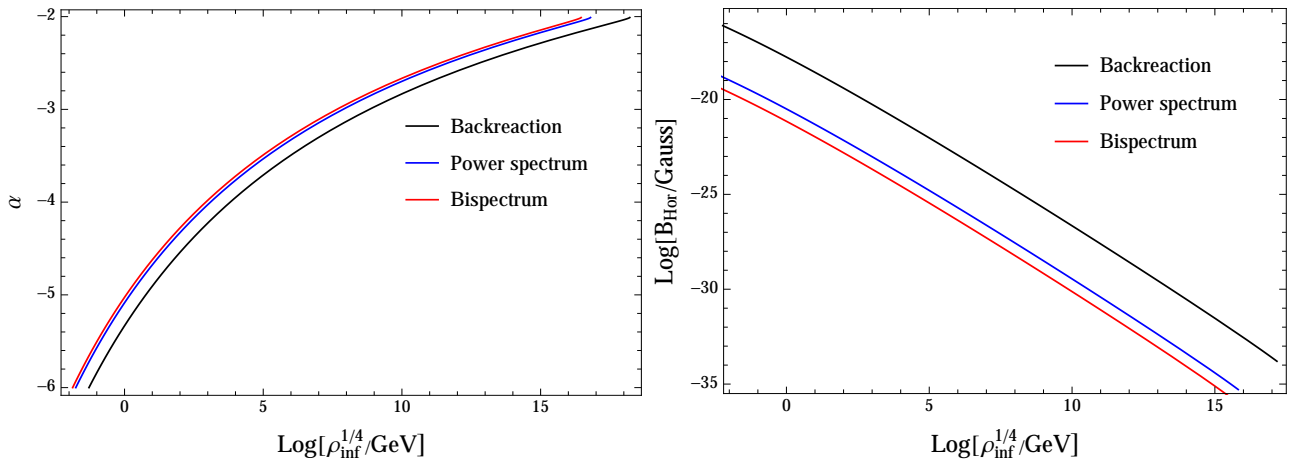 −2
−3
−4
−5
−6
α
0
5
10
15
Log[ρ_inf^{1/4}/GeV]
Backreaction
Power spectrum
Bispectrum
−20
−25
−30
−35
Log[B_Hor/Gauss]
0
5
10
15
Log[ρ_inf^{1/4}/GeV]
Backreaction
Power spectrum
Bispectrum